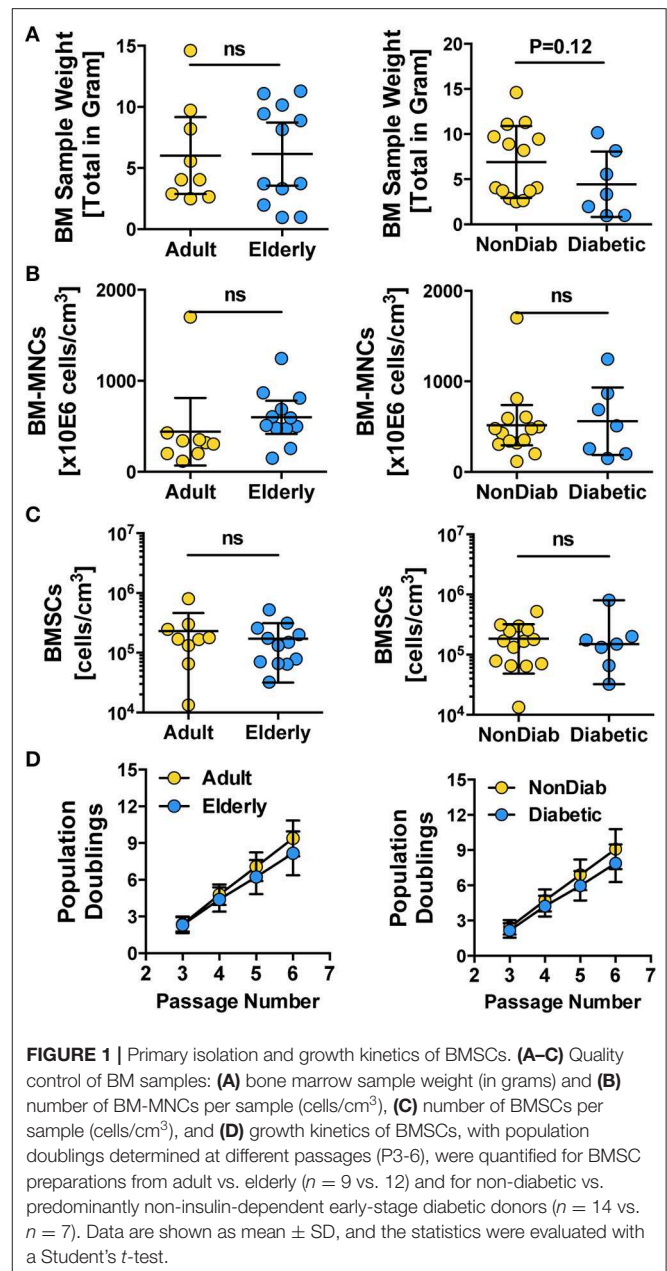 A
BM Sample Weight
[Total in Gram]
15
10
5
0
ns
Adult
Elderly
BM Sample Weight
[Total in Gram]
20
15
10
5
0
P=0.12
NonDiab
Diabetic
B
BM-MNCs
[x10E6 cells/cm³]
2000
1000
0
ns
Adult
Elderly
BM-MNCs
[x10E6 cells/cm³]
2000
1000
0
ns
NonDiab
Diabetic
C
BMSCs
[cells/cm³]
10⁷
10⁶
10⁵
10⁴
ns
Adult
Elderly
BMSCs
[cells/cm³]
10⁷
10⁶
10⁵
10⁴
ns
NonDiab
Diabetic
D
Population
Doublings
15
12
9
6
3
0
Adult
Elderly
2 3 4 5 6 7
Passage Number
Population
Doublings
15
12
9
6
3
0
NonDiab
Diabetic
2 3 4 5 6 7
Passage Number
FIGURE 1 | Primary isolation and growth kinetics of BMSCs. (A–C) Quality
control of BM samples: (A) bone marrow sample weight (in grams) and (B)
number of BM-MNCs per sample (cells/cm³), (C) number of BMSCs per
sample (cells/cm³), and (D) growth kinetics of BMSCs, with population
doublings determined at different passages (P3-6), were quantified for BMSC
preparations from adult vs. elderly (n = 9 vs. 12) and for non-diabetic vs.
predominantly non-insulin-dependent early-stage diabetic donors (n = 14 vs.
n = 7). Data are shown as mean ± SD, and the statistics were evaluated with
a Student's t-test.